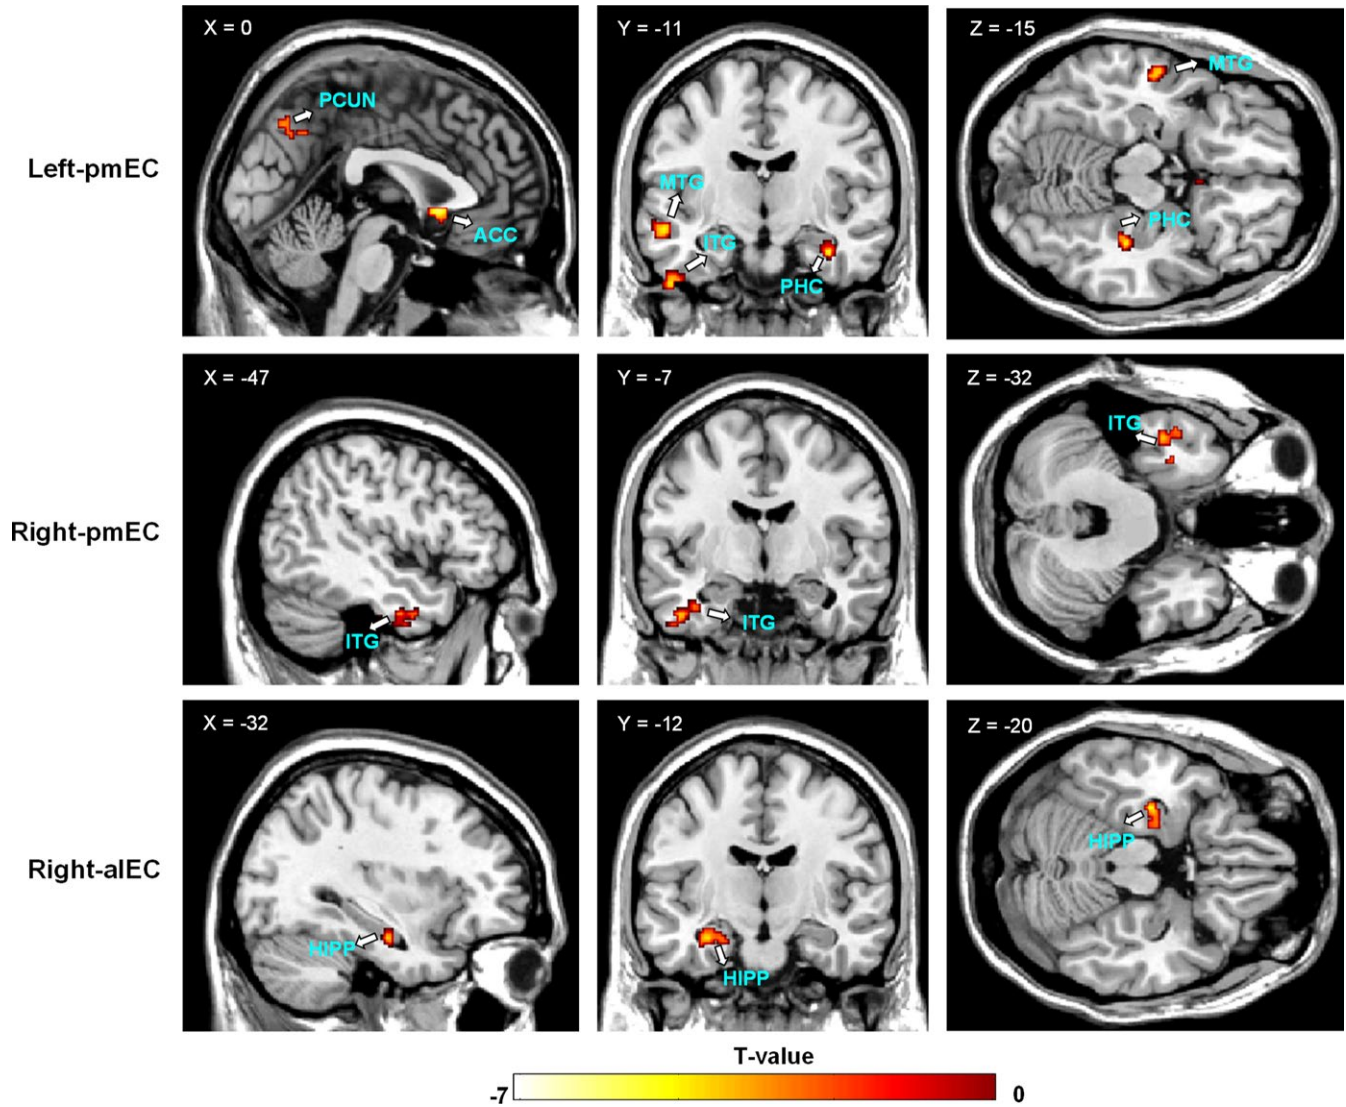 X = 0
Y = -11
Z = -15
PCUN
ACC
MTG
ITG
PHC
MTG
PHC
Left-pmEC
X = -47
Y = -7
Z = -32
ITG
ITG
ITG
Right-pmEC
X = -32
Y = -12
Z = -20
HIPP
HIPP
HIPP
Right-alEC
T-value
-7
0